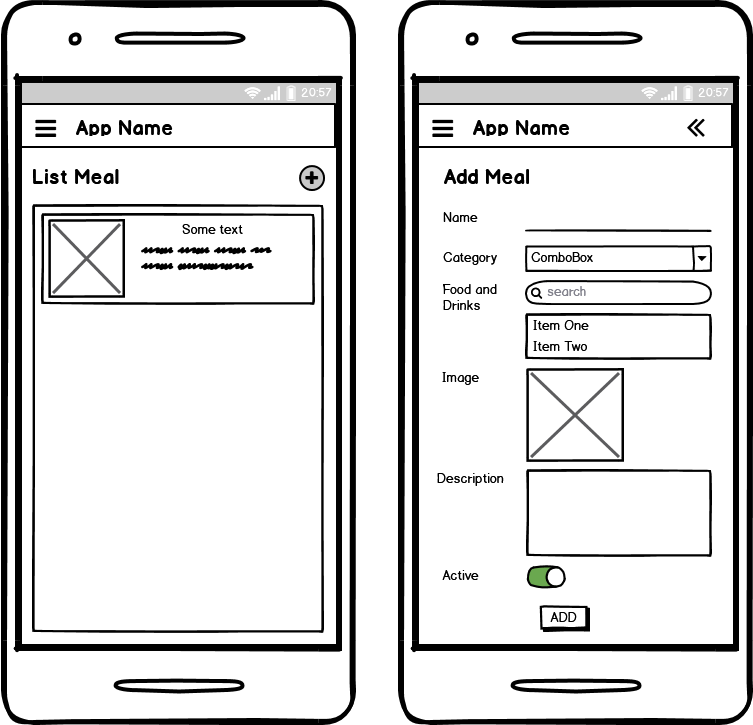 20:57
App Name
List Meal
Some text
20:57
App Name
Add Meal
Name
Category
ComboBox
Food and
Drinks
search
Item One
Item Two
Image
Description
Active
ADD